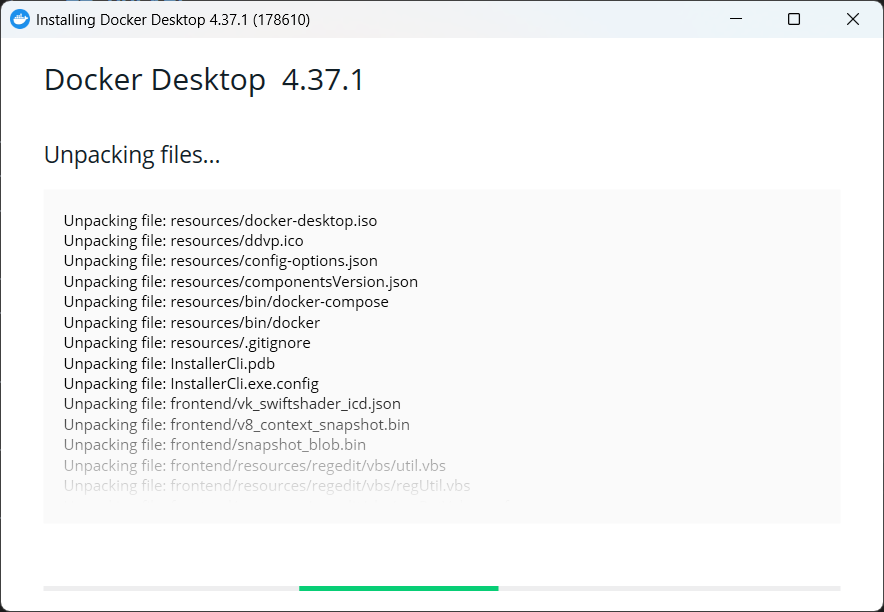 Installing Docker Desktop 4.37.1 (178610)
Docker Desktop 4.37.1
Unpacking files...
Unpacking file: resources/docker-desktop.iso
Unpacking file: resources/ddvp.ico
Unpacking file: resources/config-options.json
Unpacking file: resources/componentsVersion.json
Unpacking file: resources/bin/docker-compose
Unpacking file: resources/bin/docker
Unpacking file: resources/.gitignore
Unpacking file: InstallerCli.pdb
Unpacking file: InstallerCli.exe.config
Unpacking file: frontend/vk_swiftshader_icd.json
Unpacking file: frontend/v8_context_snapshot.bin
Unpacking file: frontend/snapshot_blob.bin
Unpacking file: frontend/resources/regedit/vbs/util.vbs
Unpacking file: frontend/resources/regedit/vbs/regUtil.vbs